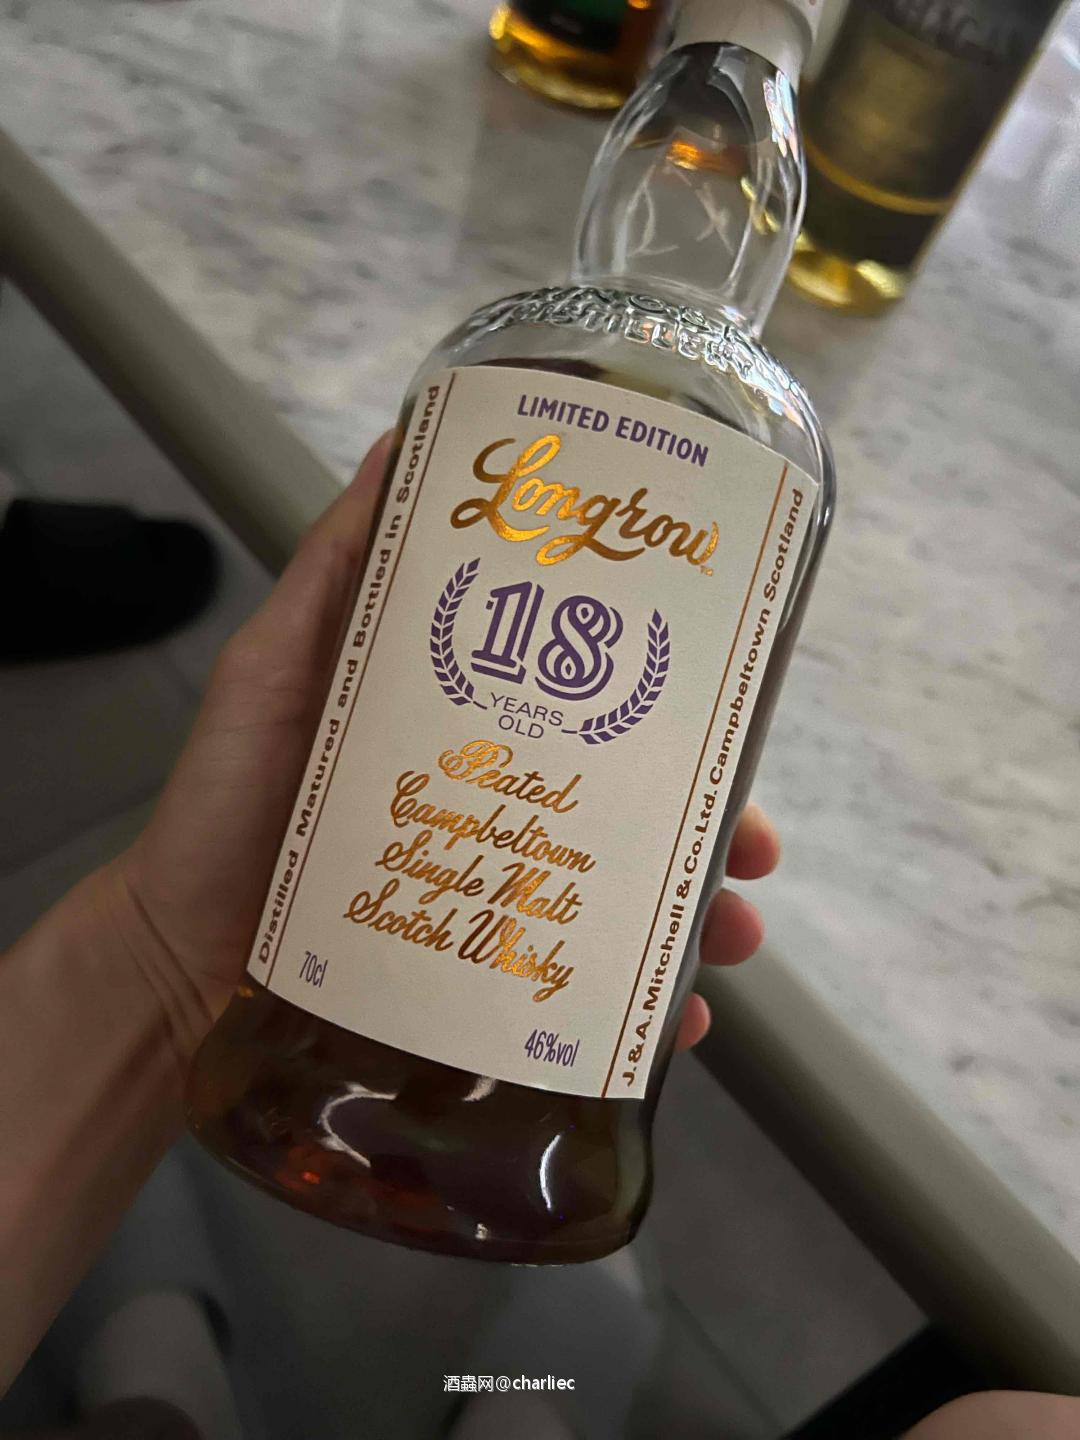 DISTILLERY
LIMITED EDITION
Longrow
18
YEARS
OLD
Peated
Campbeltown
Single Malt
Scotch Whisky
70cl
46%vol
Distilled Matured and Bottled in Scotland
J.&A.Mitchell & Co.Ltd.Campbeltown Scotland
酒蟲网@charliec